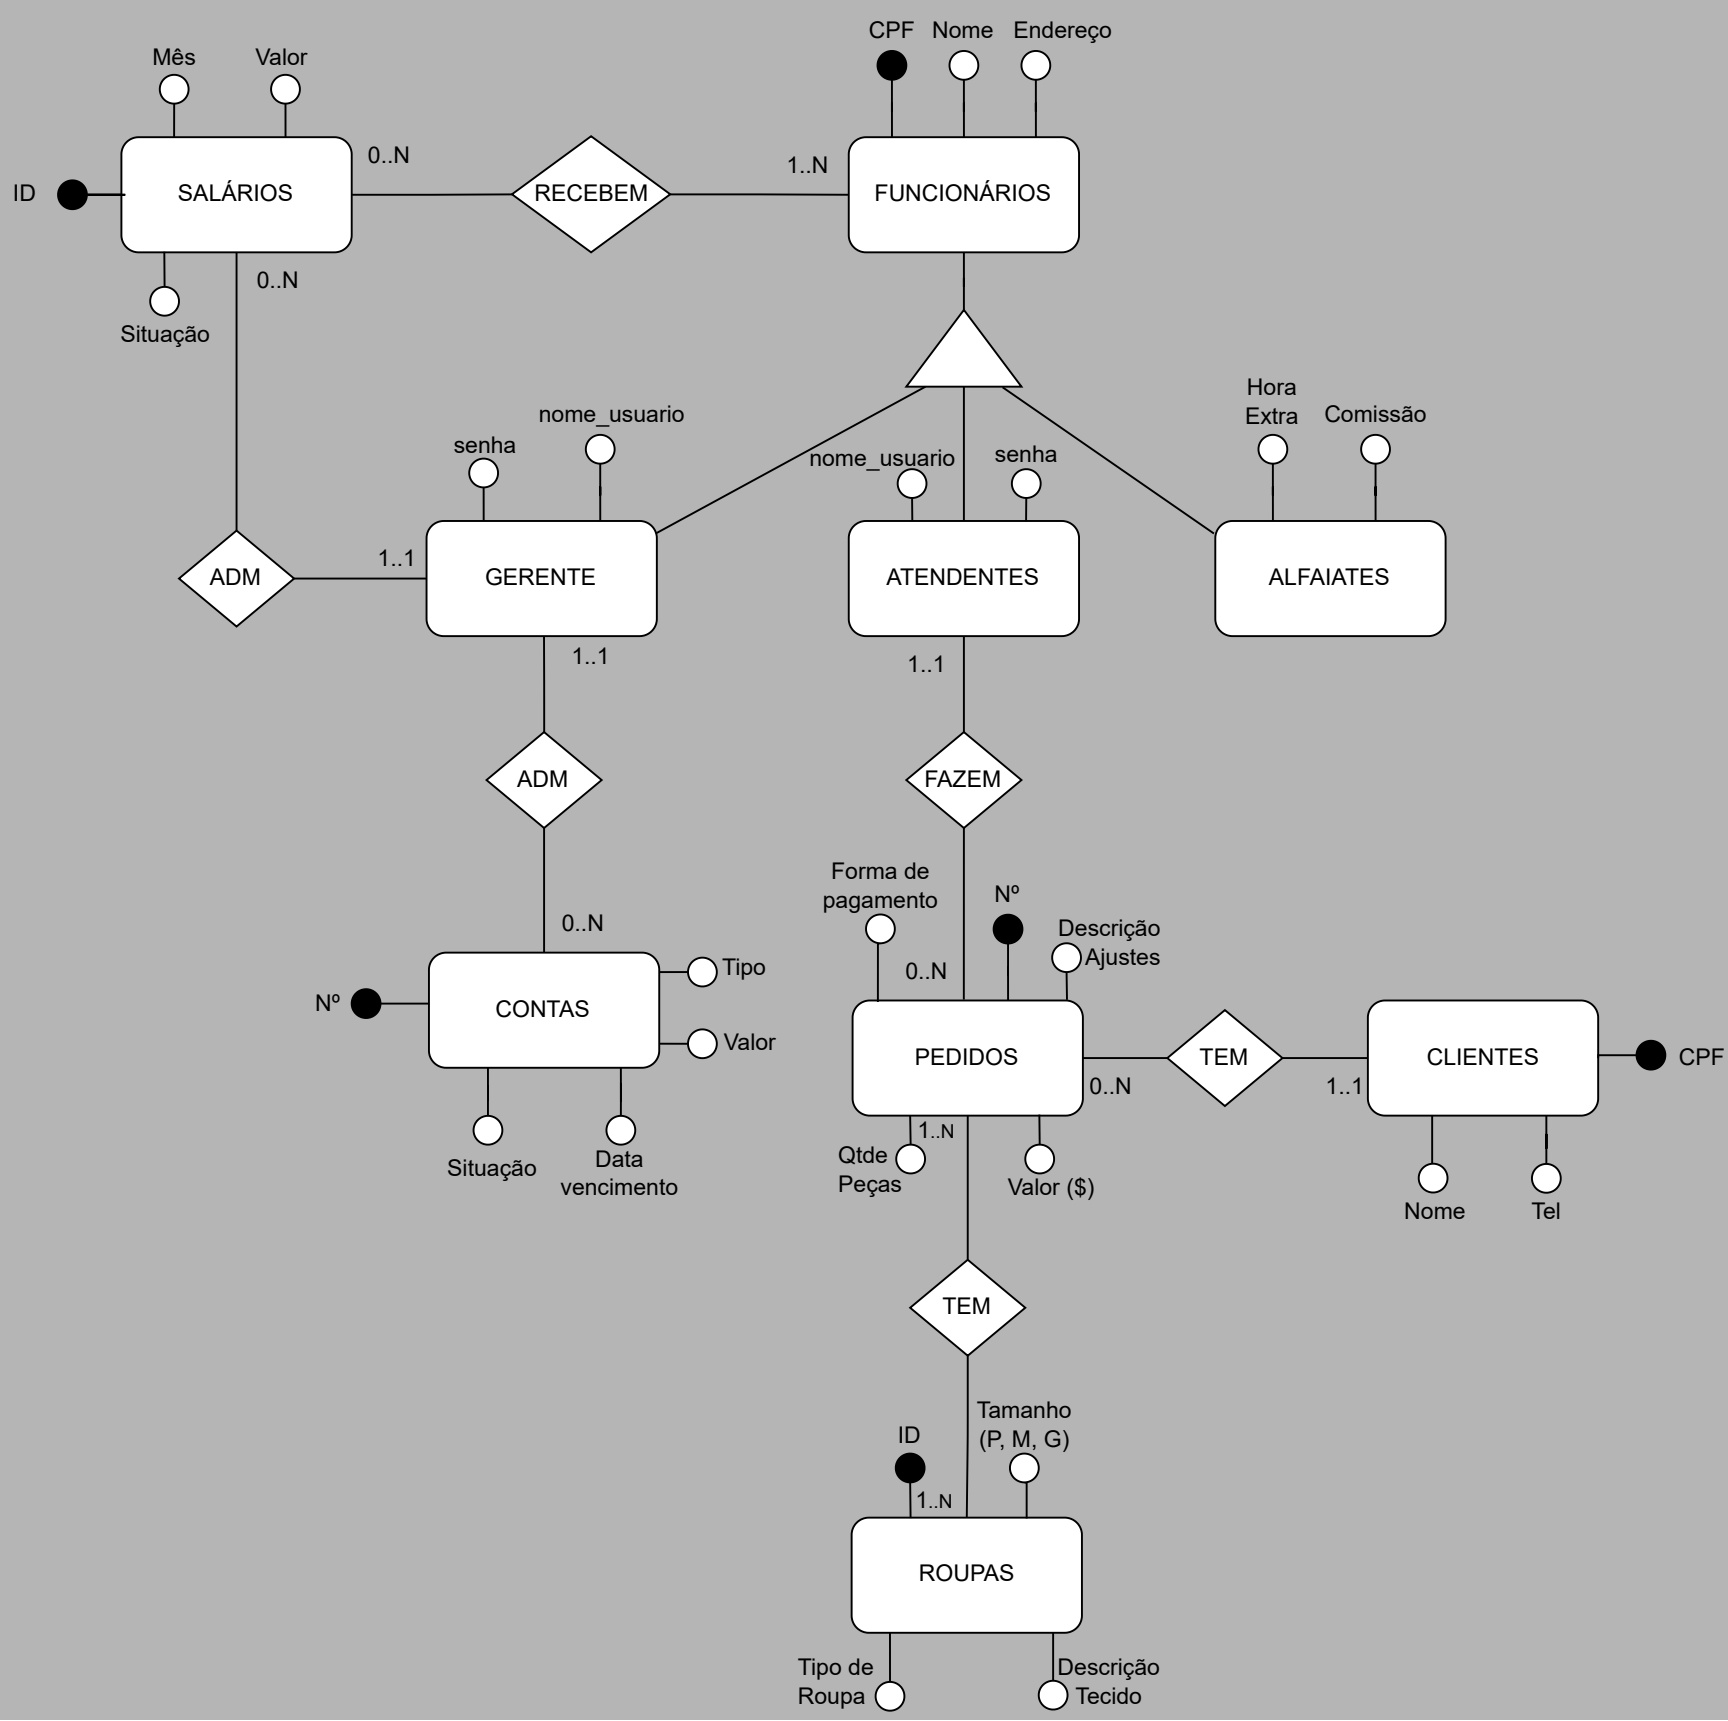 CPF
Nome
Endereço
Mês
Valor
0..N
1..N
ID
SALÁRIOS
RECEBEM
FUNCIONÁRIOS
0..N
Situação
Hora
Extra
Comissão
nome_usuario
senha
nome_usuario
senha
1..1
ADM
GERENTE
ATENDENTES
ALFAIATES
1..1
1..1
ADM
FAZEM
Forma de
pagamento
Nº
0..N
Descrição
Ajustes
0..N
Tipo
Nº
CONTAS
Valor
PEDIDOS
TEM
CLIENTES
CPF
0..N
1..1
1..N
Qtde
Peças
Valor ($)
Situação
Data
vencimento
Nome
Tel
TEM
Tamanho
(P, M, G)
ID
1..N
ROUPAS
Tipo de
Roupa
Descrição
Tecido